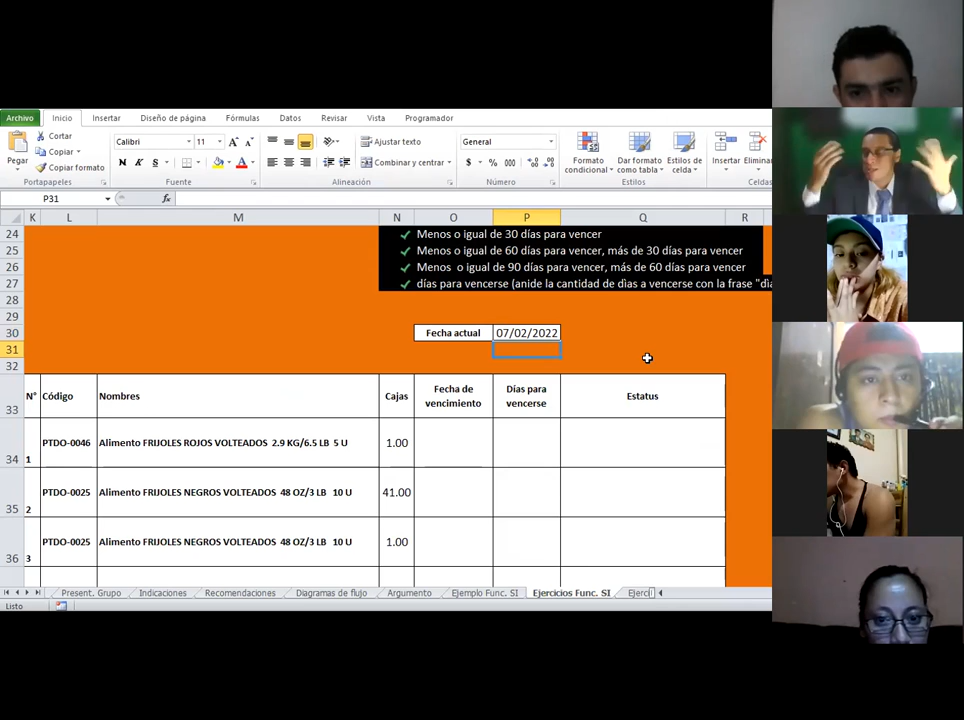 Archivo Inicio Insertar Diseño de página Fórmulas Datos Revisar Vista Programador
Pegar
Cortar
Copiar
Copiar formato
Portapapeles
Calibri 11
N K S
Fuente
Ajustar texto
Combinar y centrar
Alineación
General
$ % 000
Número
Formato condicional
Dar formato como tabla
Estilos de celda
Estilos
Insertar
Eliminar
Celdas
P31 fx
K L M N O P Q R
24 Menos o igual de 30 días para vencer
25 Menos o igual de 60 días para vencer, más de 30 días para vencer
26 Menos o igual de 90 días para vencer, más de 60 días para vencer
27 días para vencerse (anide la cantidad de dìas a vencerse con la frase "dìa
28
29
30 Fecha actual 07/02/2022
31
32
33 N° Código Nombres Cajas Fecha de vencimiento Días para vencerse Estatus
34 1 PTDO-0046 Alimento FRIJOLES ROJOS VOLTEADOS 2.9 KG/6.5 LB 5 U 1.00
35 2 PTDO-0025 Alimento FRIJOLES NEGROS VOLTEADOS 48 OZ/3 LB 10 U 41.00
36 3 PTDO-0025 Alimento FRIJOLES NEGROS VOLTEADOS 48 OZ/3 LB 10 U 1.00
Present. Grupo Indicaciones Recomendaciones Diagramas de flujo Argumento Ejemplo Func. SI Ejercicios Func. SI Ejerci
Listo